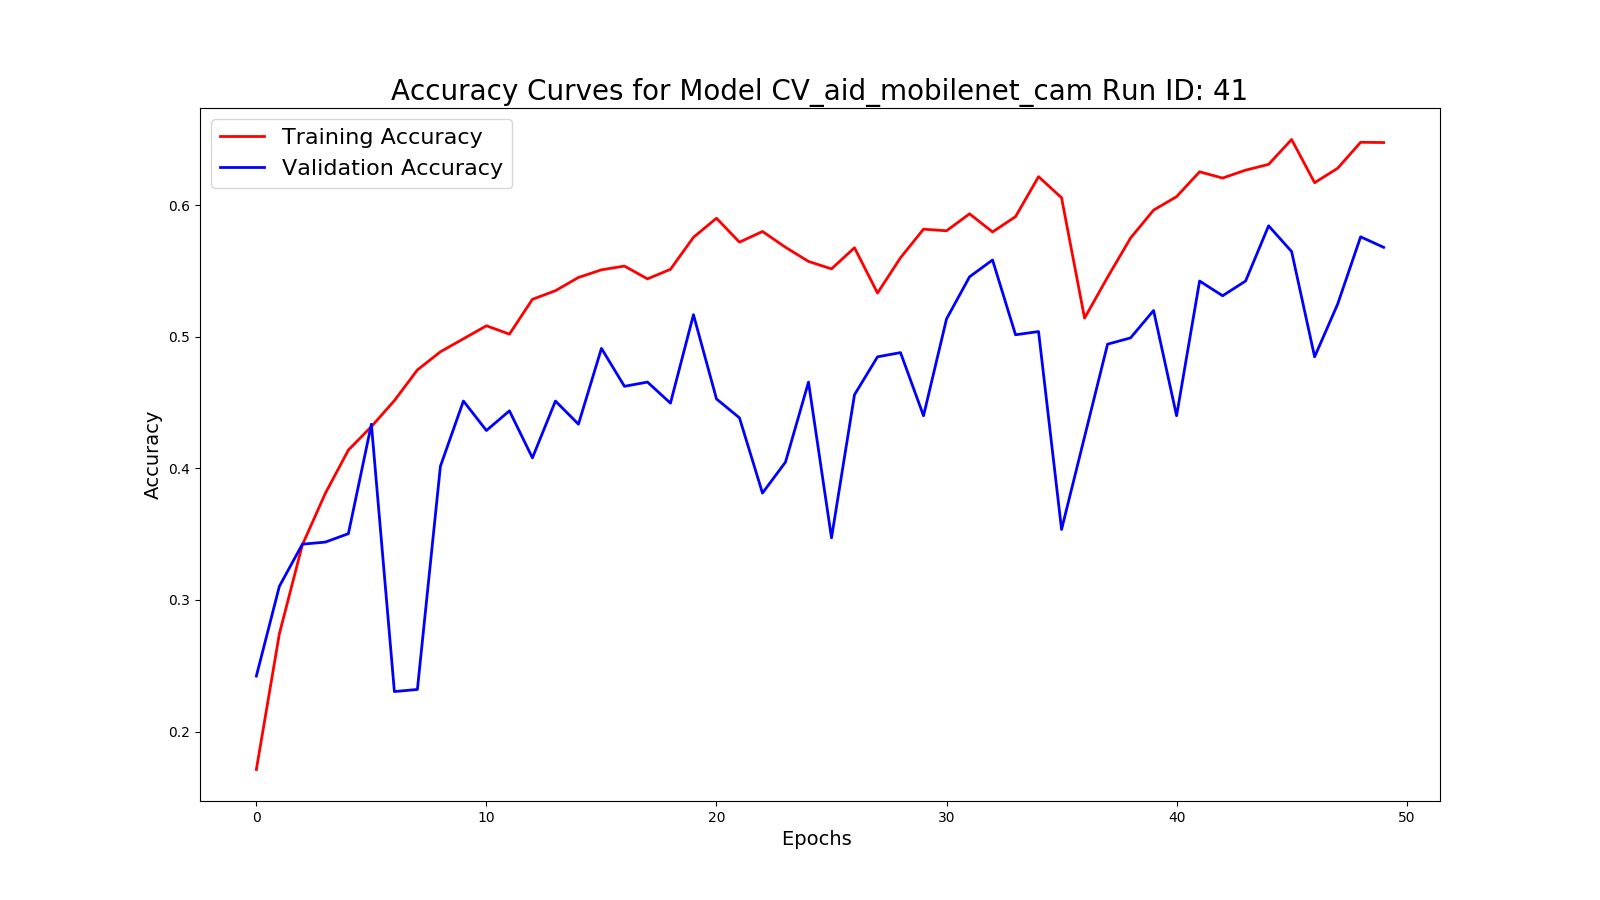 Accuracy Curves for Model CV_aid_mobilenet_cam Run ID: 41
Training Accuracy
Validation Accuracy
0.6
0.5
0.4
0.3
0.2
Accuracy
0 10 20 30 40 50
Epochs